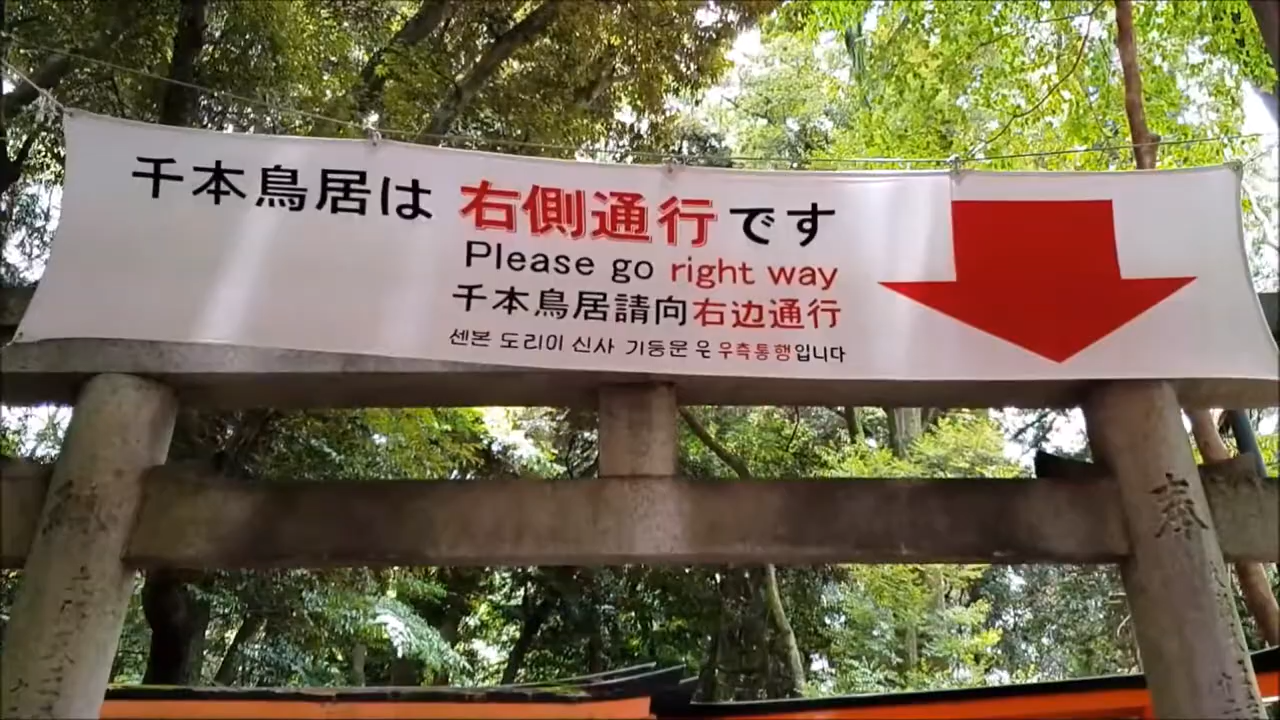 千本鳥居は 右側通行 です
Please go right way
千本鳥居請向右边通行
센본 도리이 신사 기둥문 은 우측통행입니다
奉